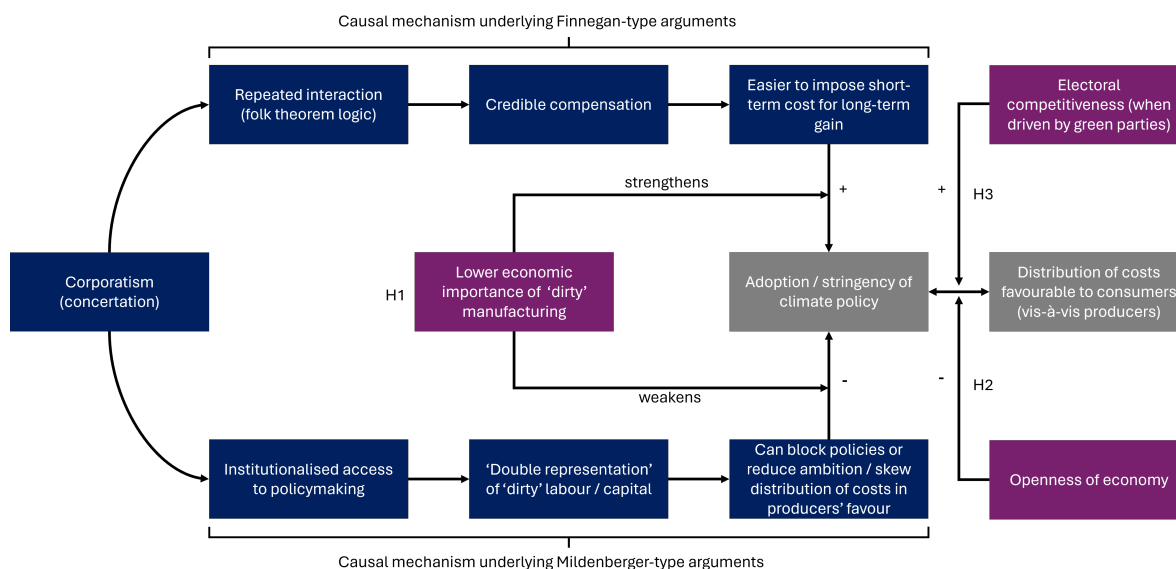 Causal mechanism underlying Finnegan-type arguments
Repeated interaction
(folk theorem logic)
Credible compensation
Easier to impose short-
term cost for long-term
gain
Electoral
competitiveness (when
driven by green parties)
strengthens
+
+
H3
Corporatism
(concertation)
H1
Lower economic
importance of ‘dirty’
manufacturing
Adoption / stringency of
climate policy
Distribution of costs
favourable to consumers
(vis-à-vis producers)
weakens
-
-
H2
Institutionalised access
to policymaking
‘Double representation’
of ‘dirty’ labour / capital
Can block policies or
reduce ambition / skew
distribution of costs in
producers’ favour
Openness of economy
Causal mechanism underlying Mildenberger-type arguments